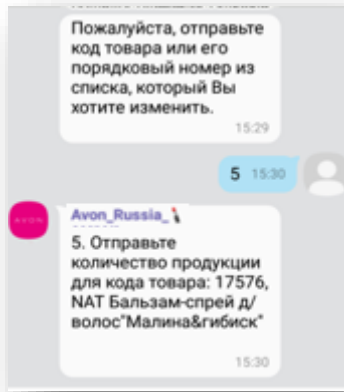 Пожалуйста, отправьте
код товара или его
порядковый номер из
списка, который Вы
хотите изменить.
15:29
5 15:30
AVON
Avon_Russia_
5. Отправьте
количество продукции
для кода товара: 17576,
NAT Бальзам-спрей д/
волос"Малина&гибиск"
15:30